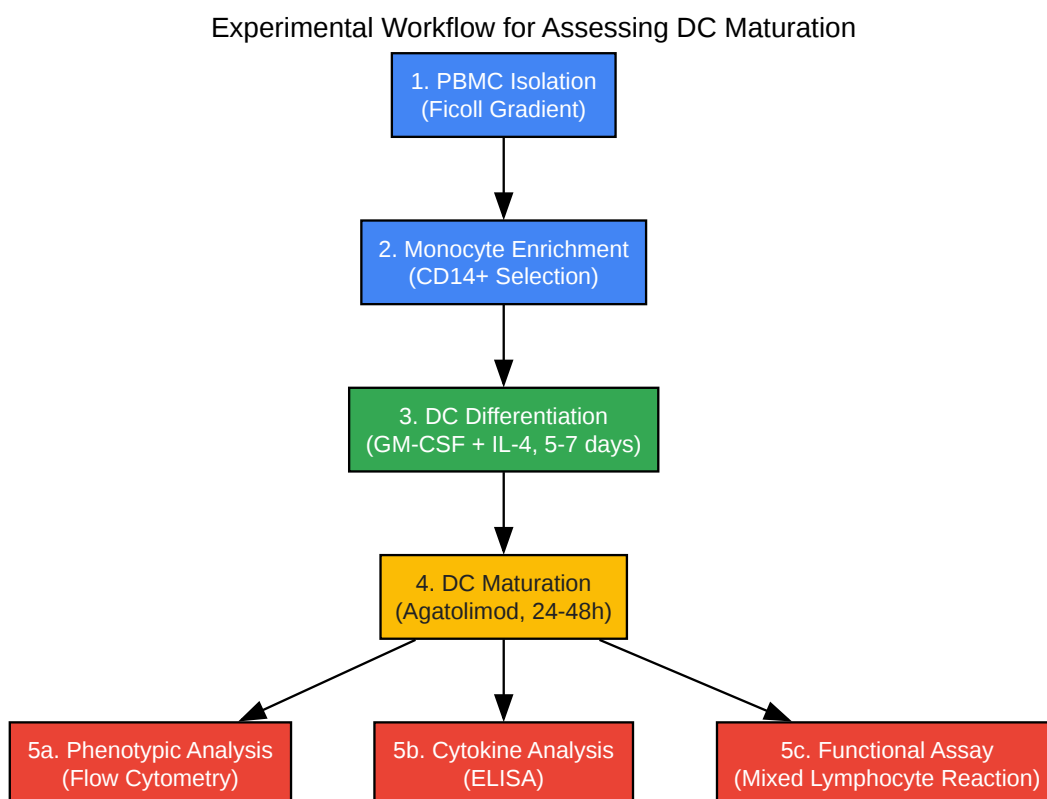 Experimental Workflow for Assessing DC Maturation
1. PBMC Isolation
(Ficoll Gradient)
2. Monocyte Enrichment
(CD14+ Selection)
3. DC Differentiation
(GM-CSF + IL-4, 5-7 days)
4. DC Maturation
(Agatolimod, 24-48h)
5a. Phenotypic Analysis
(Flow Cytometry)
5b. Cytokine Analysis
(ELISA)
5c. Functional Assay
(Mixed Lymphocyte Reaction)